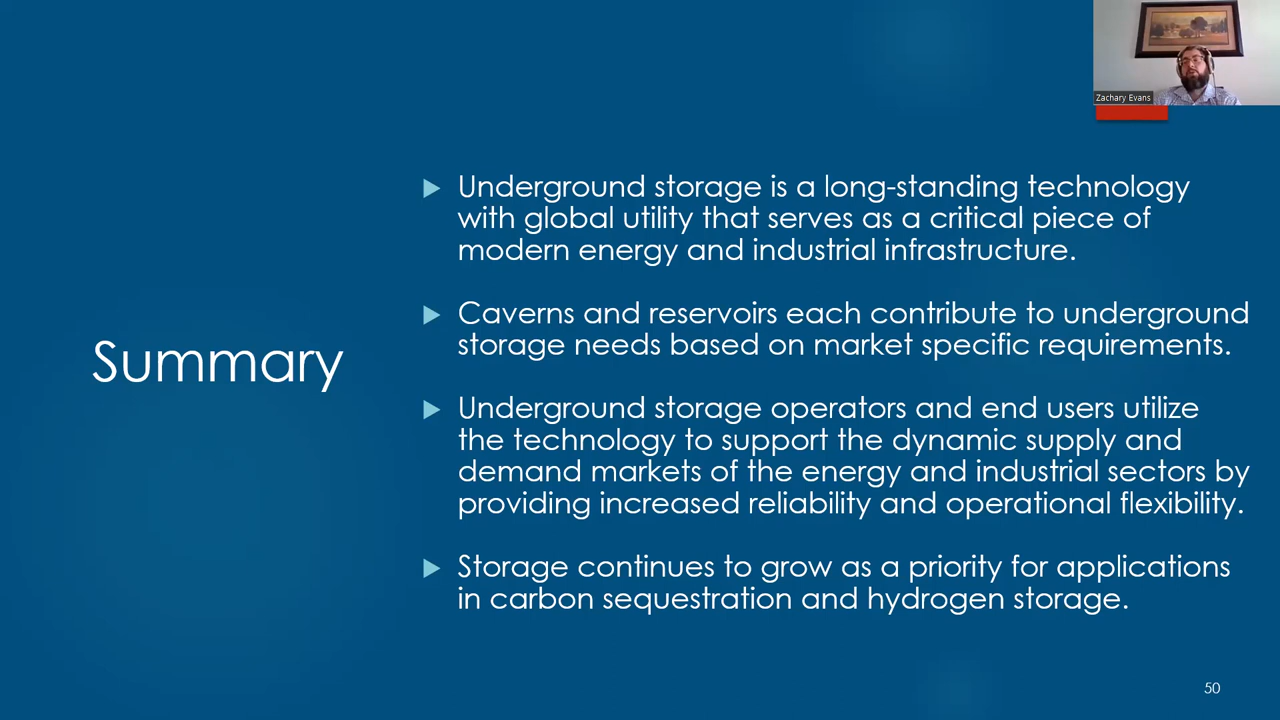 Zachary Evans
Summary
Underground storage is a long-standing technology
with global utility that serves as a critical piece of
modern energy and industrial infrastructure.
Caverns and reservoirs each contribute to underground
storage needs based on market specific requirements.
Underground storage operators and end users utilize
the technology to support the dynamic supply and
demand markets of the energy and industrial sectors by
providing increased reliability and operational flexibility.
Storage continues to grow as a priority for applications
in carbon sequestration and hydrogen storage.
50